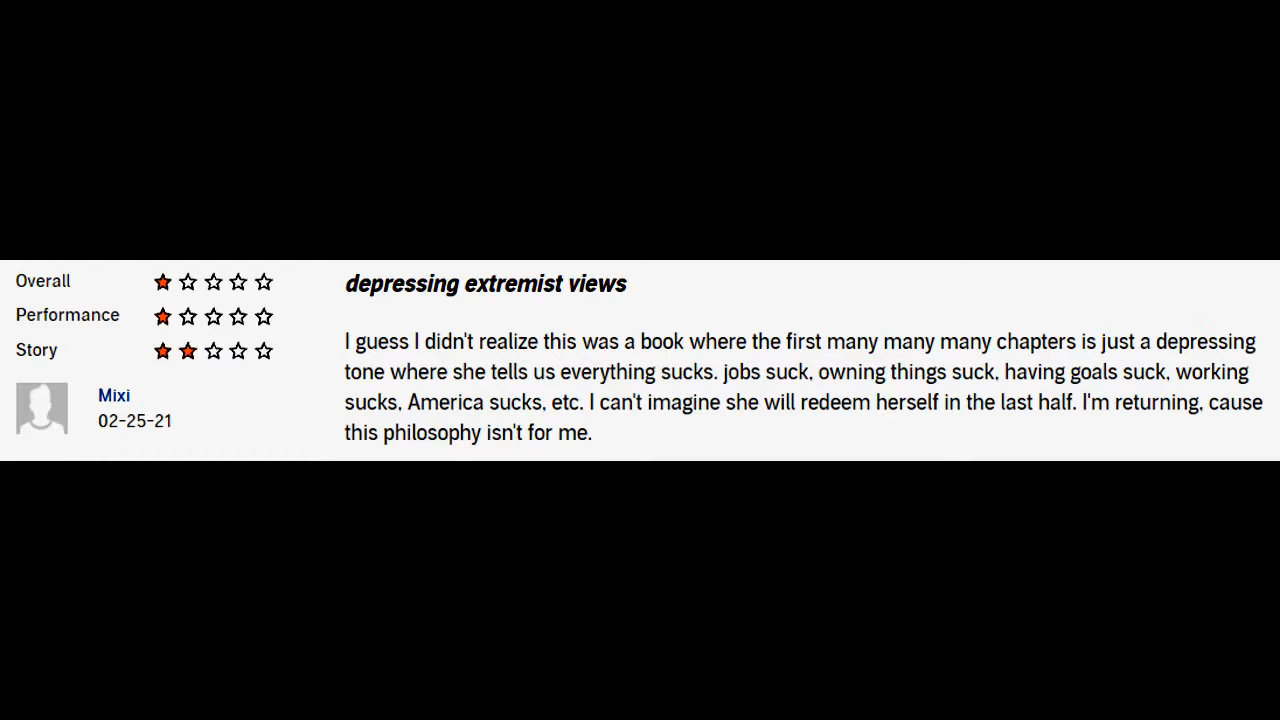 Overall
Performance
Story
Mixi
02-25-21
depressing extremist views
I guess I didn't realize this was a book where the first many many many chapters is just a depressing
tone where she tells us everything sucks. jobs suck, owning things suck, having goals suck, working
sucks, America sucks, etc. I can't imagine she will redeem herself in the last half. I'm returning, cause
this philosophy isn't for me.